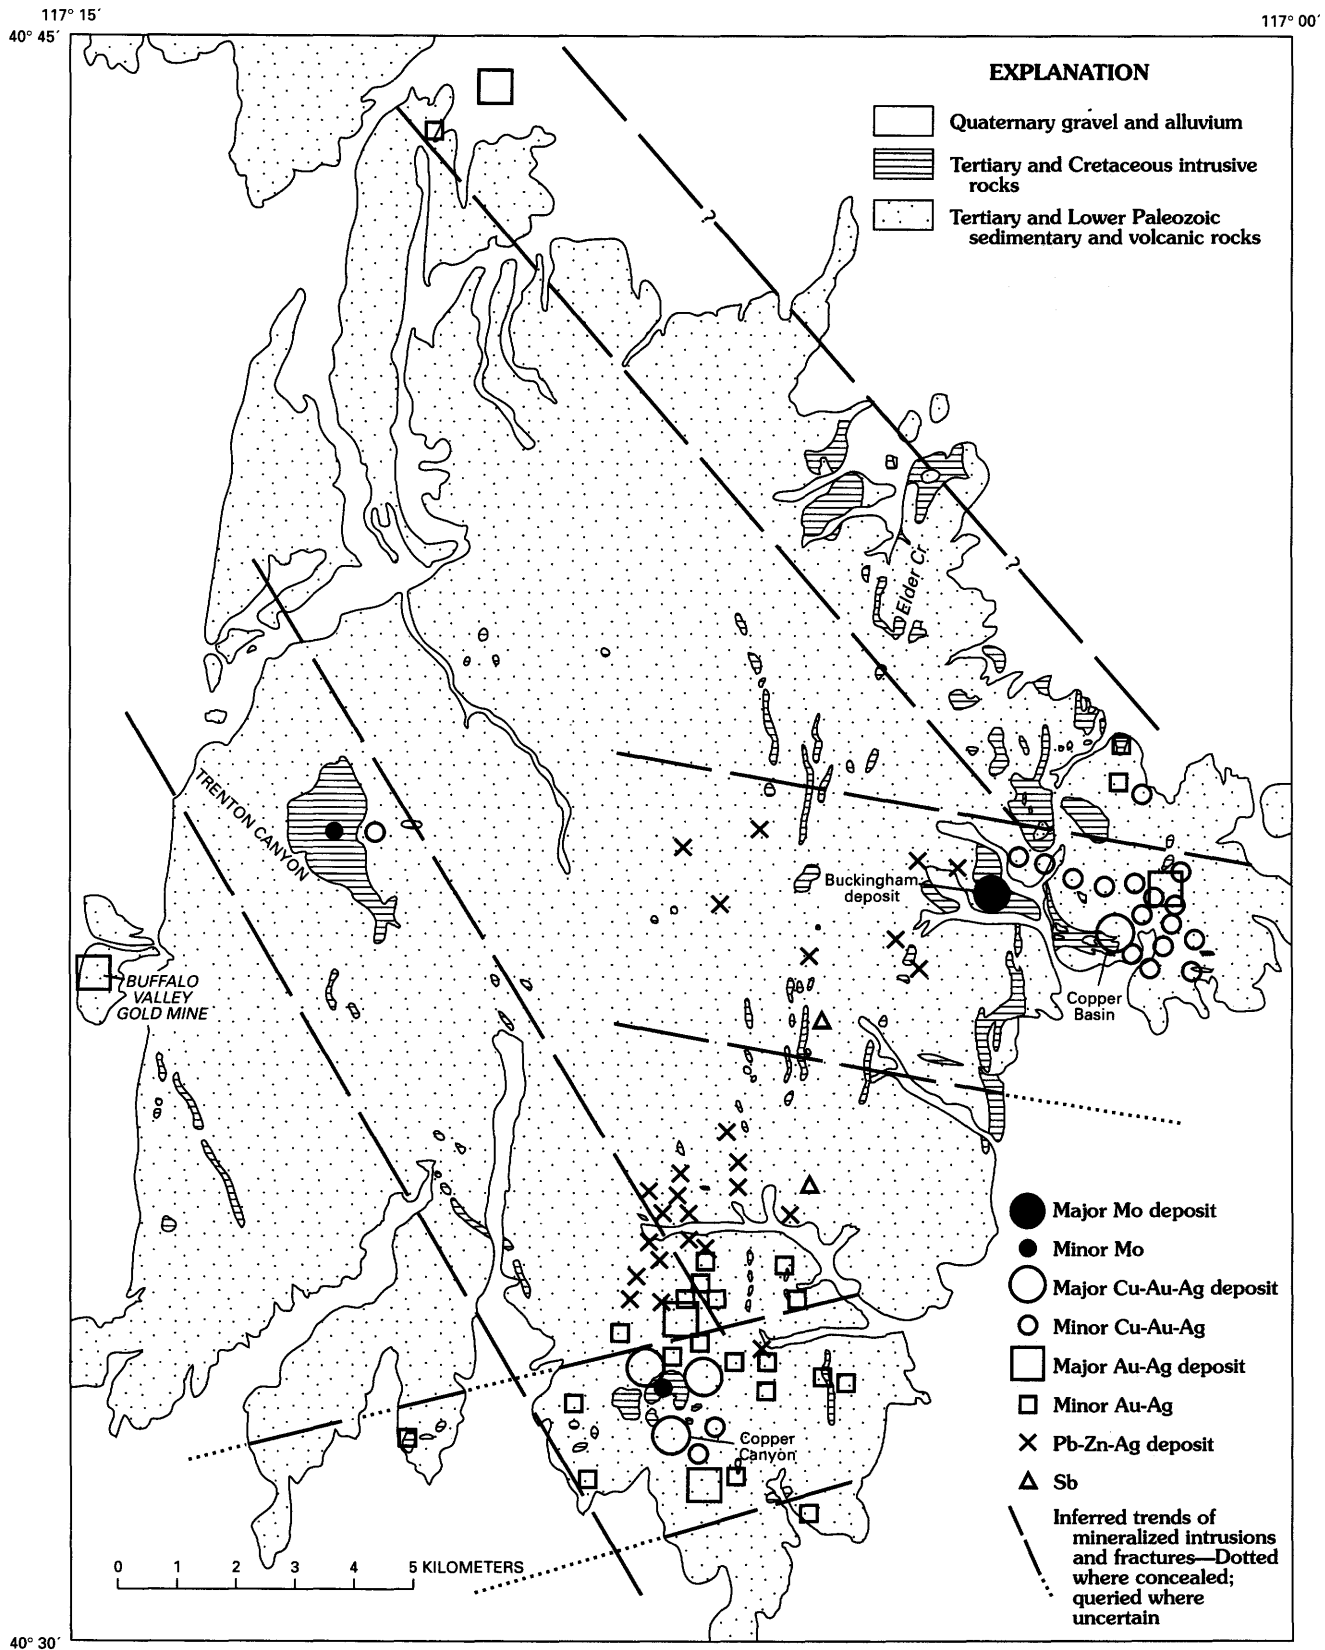 117° 15´
117° 00´
40° 45´
EXPLANATION
Quaternary gravel and alluvium
Tertiary and Cretaceous intrusive
rocks
Tertiary and Lower Paleozoic
sedimentary and volcanic rocks
?
?
Elder Cr.
TRENTON CANYON
Buckingham
deposit
BUFFALO
VALLEY
GOLD MINE
Copper
Basin
Major Mo deposit
Minor Mo
Major Cu-Au-Ag deposit
Minor Cu-Au-Ag
Major Au-Ag deposit
Minor Au-Ag
Pb-Zn-Ag deposit
Sb
Copper
Canyon
Inferred trends of
mineralized intrusions
and fractures—Dotted
where concealed;
queried where
uncertain
0 1 2 3 4 5 KILOMETERS
40° 30´